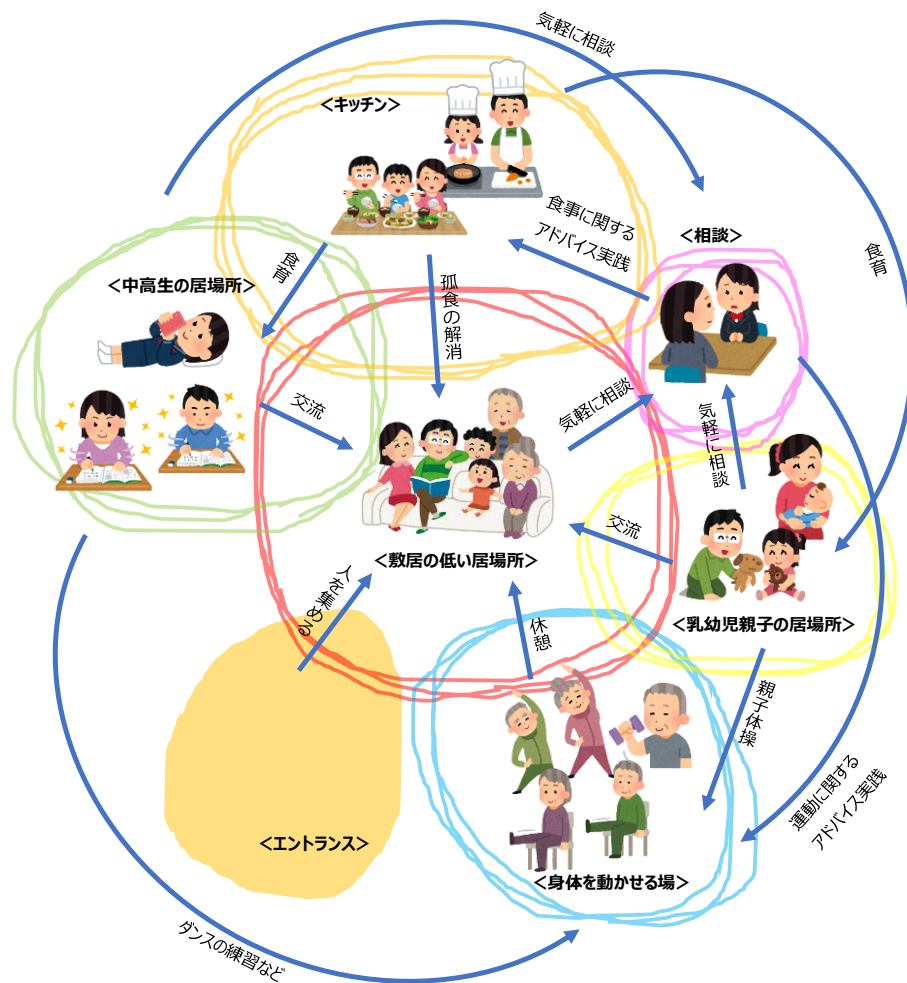 気軽に相談
＜キッチン＞
食育
食事に関する
アドバイス実践
＜相談＞
食育
孤食の解消
＜中高生の居場所＞
交流
気軽に相談
気軽に相談
交流
＜敷居の低い居場所＞
人を集める
休憩
＜乳幼児親子の居場所＞
親子体操
運動に関する
アドバイス実践
＜エントランス＞
＜身体を動かせる場＞
ダンスの練習など